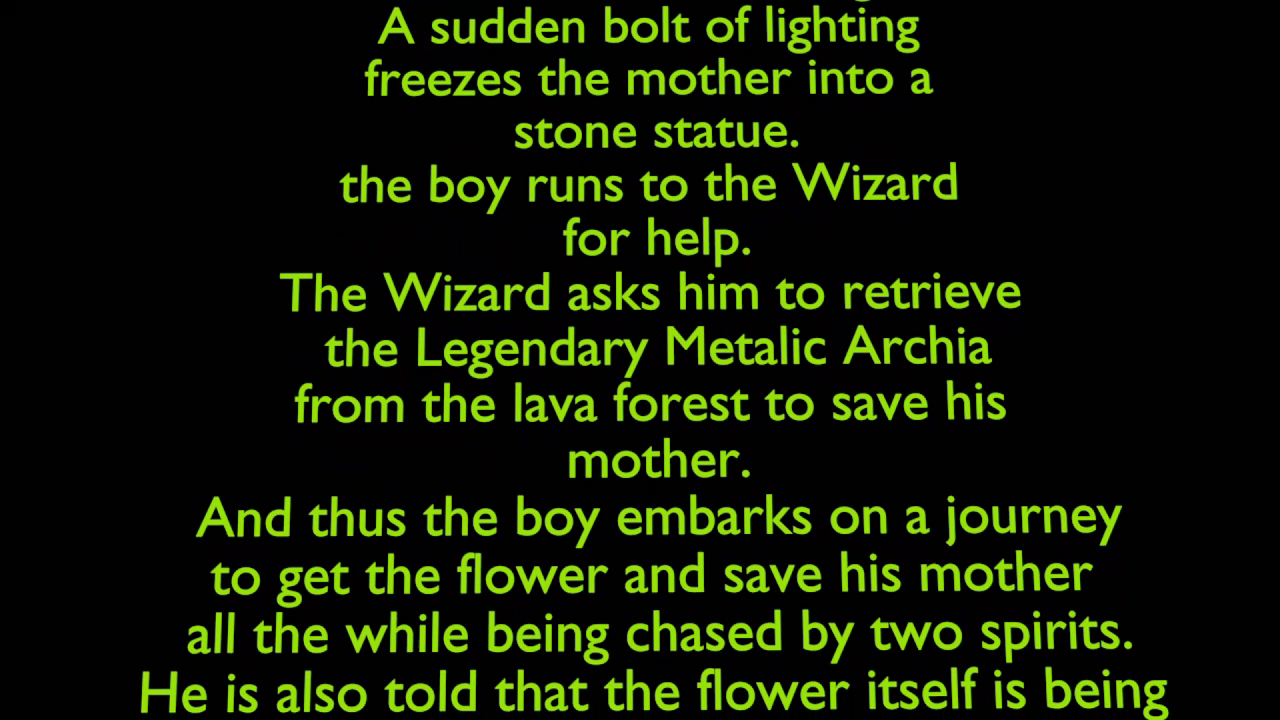 A sudden bolt of lighting
freezes the mother into a
stone statue.
the boy runs to the Wizard
for help.
The Wizard asks him to retrieve
the Legendary Metalic Archia
from the lava forest to save his
mother.
And thus the boy embarks on a journey
to get the flower and save his mother
all the while being chased by two spirits.
He is also told that the flower itself is being